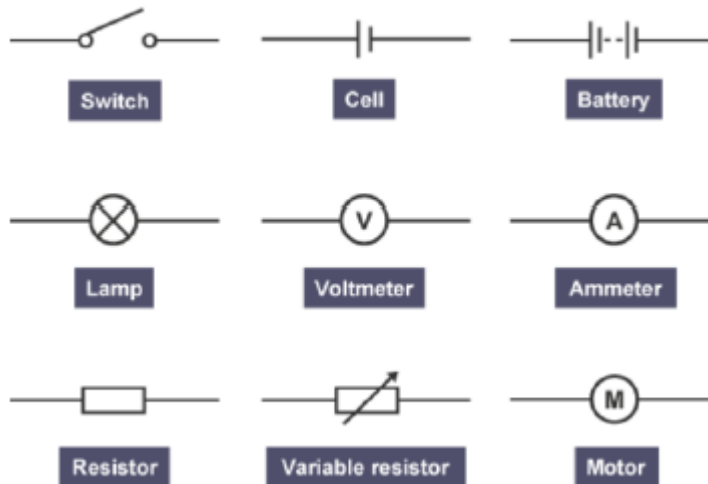 Switch
Cell
Battery
V
A
Lamp
Voltmeter
Ammeter
M
Resistor
Variable resistor
Motor